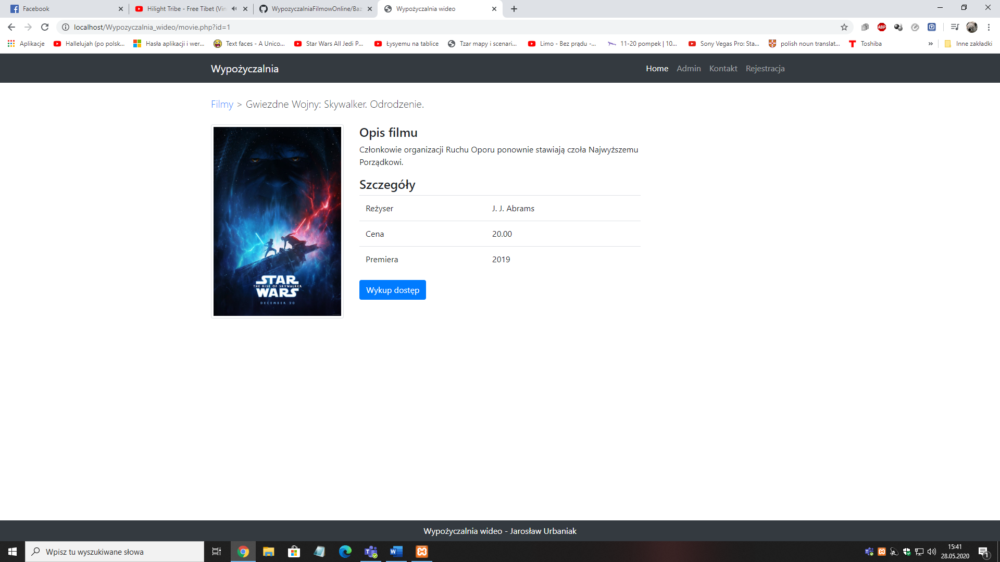 Facebook
Hilight Tribe - Free Tibet (Vin
WypozyczalniaFilmowOnline/Baz
Wypożyczalnia wideo
localhost/Wypozyczalnia_wideo/movie.php?id=1
ABP
Aplikacje
Hallelujah (po polsk...
Hasła aplikacji i wer...
Text faces - A Unico...
Star Wars All Jedi P...
Łysyemu na tablice
Tzar mapy i scenari...
Limo - Bez prądu -...
11-20 pompek | 10...
Sony Vegas Pro: Sta...
polish noun translat...
Toshiba
»
Inne zakładki
Wypożyczalnia
Home Admin Kontakt Rejestracja
Filmy > Gwiezdne Wojny: Skywalker. Odrodzenie.
STAR
THE RISE OF SKYWALKER
WARS
DECEMBER 20
Opis filmu
Członkowie organizacji Ruchu Oporu ponownie stawiają czoła Najwyższemu
Porządkowi.
Szczegóły
Reżyser J. J. Abrams
Cena 20.00
Premiera 2019
Wykup dostęp
Wypożyczalnia wideo - Jarosław Urbaniak
Wpisz tu wyszukiwane słowa
15:41
28.05.2020
1